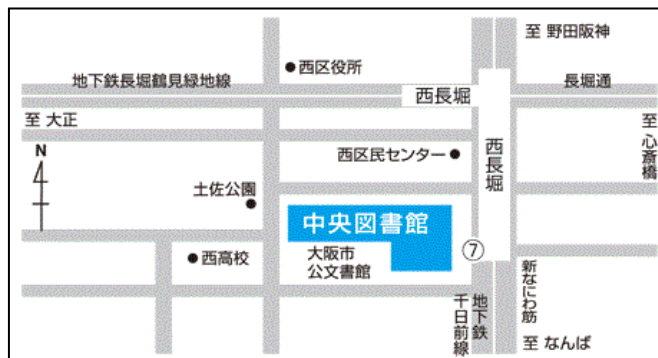 至 野田阪神
西区役所
地下鉄長堀鶴見緑地線
西長堀
長堀通
至 大正
至 心斎橋
N
西区民センター
西長堀
土佐公園
中央図書館
西高校
大阪市
公文書館
⑦
新なにわ筋
地下鉄
千日前線
至 なんば